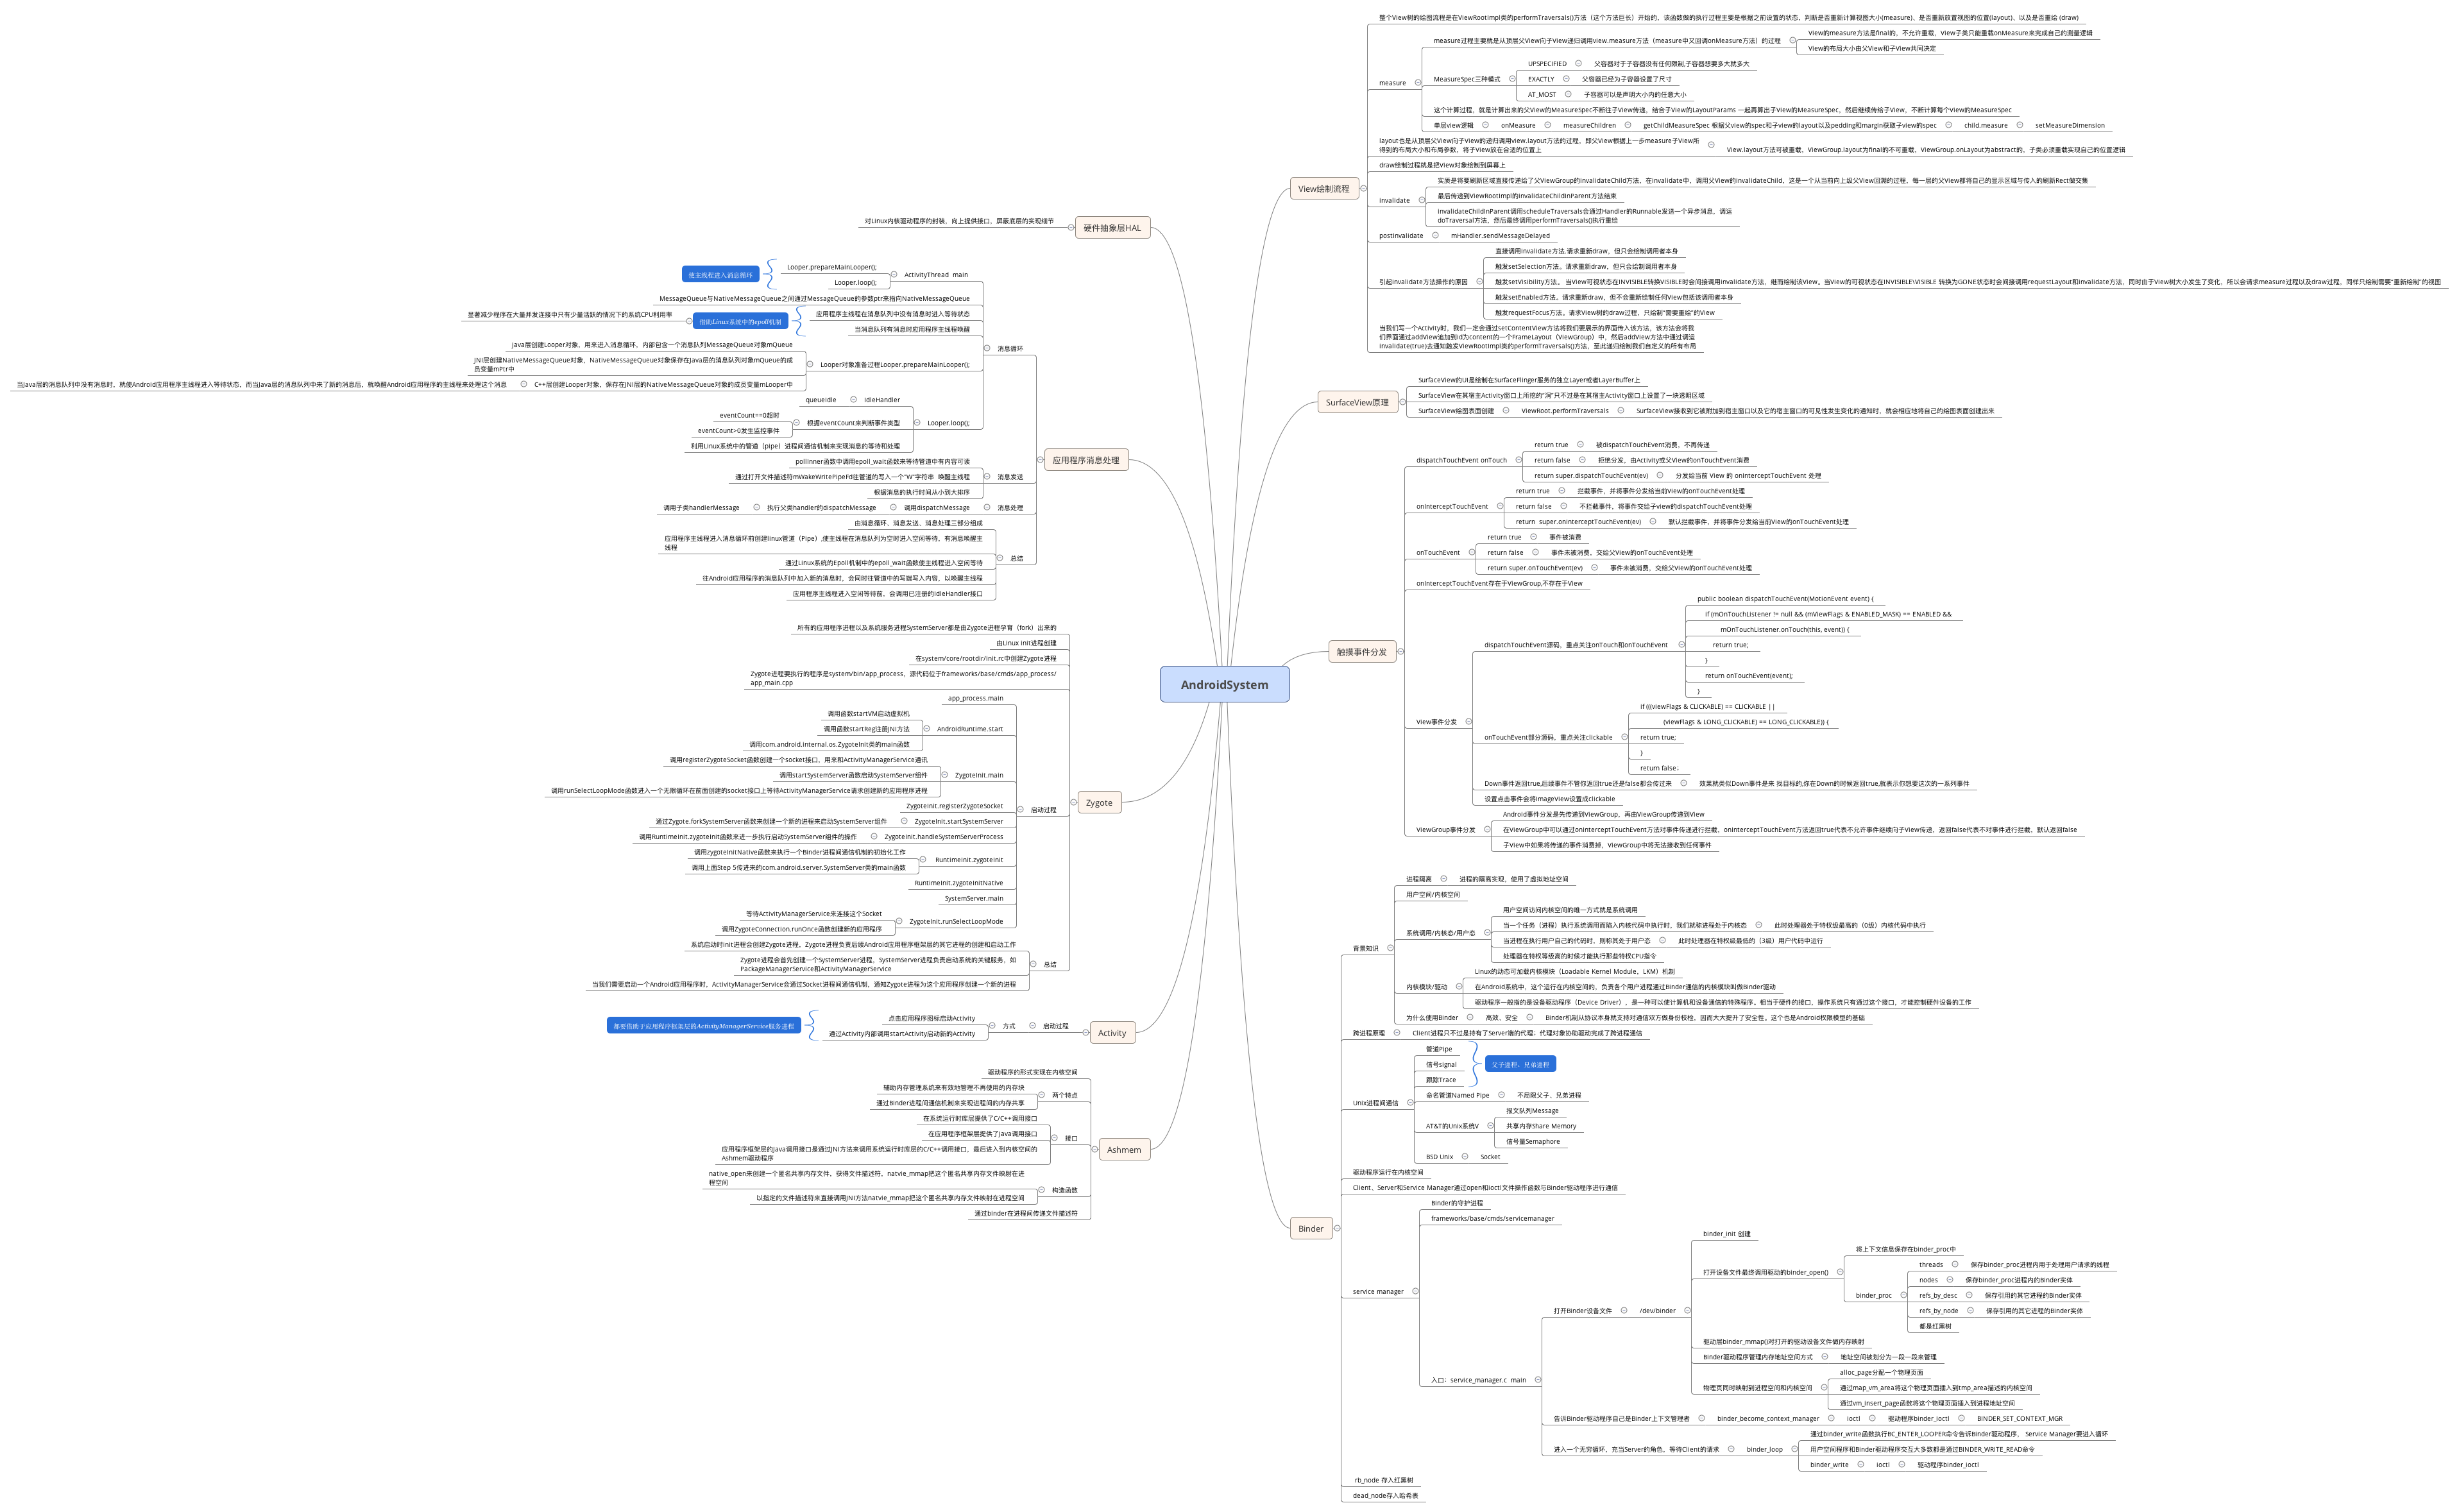 AndroidSystem
View绘制流程
整个View树的绘图流程是在ViewRootImpl类的performTraversals()方法（这个方法巨长）开始的，该函数做的执行过程主要是根据之前设置的状态，判断是否重新计算视图大小(measure)、是否重新放置视图的位置(layout)、以及是否重绘 (draw)
measure
measure过程主要就是从顶层父View向子View递归调用view.measure方法（measure中又回调onMeasure方法）的过程
View的measure方法是final的，不允许重载，View子类只能重载onMeasure来完成自己的测量逻辑
View的布局大小由父View和子View共同决定
MeasureSpec三种模式
UPSPECIFIED
父容器对于子容器没有任何限制,子容器想要多大就多大
EXACTLY
父容器已经为子容器设置了尺寸
AT_MOST
子容器可以是声明大小内的任意大小
这个计算过程，就是计算出来的父View的MeasureSpec不断往子View传递，结合子View的LayoutParams 一起再算出子View的MeasureSpec，然后继续传给子View，不断计算每个View的MeasureSpec
单层view逻辑
onMeasure
measureChildren
getChildMeasureSpec 根据父view的spec和子view的layout以及pedding和margin获取子view的spec
child.measure
setMeasureDimension
layout也是从顶层父View向子View的递归调用view.layout方法的过程，即父View根据上一步measure子View所
得到的布局大小和布局参数，将子View放在合适的位置上
View.layout方法可被重载，ViewGroup.layout为final的不可重载，ViewGroup.onLayout为abstract的，子类必须重载实现自己的位置逻辑
draw绘制过程就是把View对象绘制到屏幕上
invalidate
实质是将要刷新区域直接传递给了父ViewGroup的invalidateChild方法，在invalidate中，调用父View的invalidateChild，这是一个从当前向上级父View回溯的过程，每一层的父View都将自己的显示区域与传入的刷新Rect做交集
最后传递到ViewRootImpl的invalidateChildInParent方法结束
invalidateChildInParent调用scheduleTraversals会通过Handler的Runnable发送一个异步消息，调运
doTraversal方法，然后最终调用performTraversals()执行重绘
postInvalidate
mHandler.sendMessageDelayed
引起invalidate方法操作的原因
直接调用invalidate方法.请求重新draw，但只会绘制调用者本身
触发setSelection方法。请求重新draw，但只会绘制调用者本身
触发setVisibility方法。 当View可视状态在INVISIBLE转换VISIBLE时会间接调用invalidate方法，继而绘制该View。当View的可视状态在INVISIBLE\VISIBLE 转换为GONE状态时会间接调用requestLayout和invalidate方法，同时由于View树大小发生了变化，所以会请求measure过程以及draw过程，同样只绘制需要"重新绘制"的视图
触发setEnabled方法。请求重新draw，但不会重新绘制任何View包括该调用者本身
触发requestFocus方法。请求View树的draw过程，只绘制"需要重绘"的View
当我们写一个Activity时，我们一定会通过setContentView方法将我们要展示的界面传入该方法，该方法会将我
们界面通过addView追加到id为content的一个FrameLayout（ViewGroup）中，然后addView方法中通过调运
invalidate(true)去通知触发ViewRootImpl类的performTraversals()方法，至此递归绘制我们自定义的所有布局
SurfaceView原理
SurfaceView的UI是绘制在SurfaceFlinger服务的独立Layer或者LayerBuffer上
SurfaceView在其宿主Activity窗口上所挖的"洞"只不过是在其宿主Activity窗口上设置了一块透明区域
SurfaceView绘图表面创建
ViewRoot.performTraversals
SurfaceView接收到它被附加到宿主窗口以及它的宿主窗口的可见性发生变化的通知时，就会相应地将自己的绘图表面创建出来
触摸事件分发
dispatchTouchEvent onTouch
return true
被dispatchTouchEvent消费，不再传递
return false
拒绝分发，由Activity或父View的onTouchEvent消费
return super.dispatchTouchEvent(ev)
分发给当前 View 的 onInterceptTouchEvent 处理
onInterceptTouchEvent
return true
拦截事件，并将事件分发给当前View的onTouchEvent处理
return false
不拦截事件，将事件交给子view的dispatchTouchEvent处理
return super.onInterceptTouchEvent(ev)
默认拦截事件，并将事件分发给当前View的onTouchEvent处理
onTouchEvent
return true
事件被消费
return false
事件未被消费，交给父View的onTouchEvent处理
return super.onTouchEvent(ev)
事件未被消费，交给父View的onTouchEvent处理
onInterceptTouchEvent存在于ViewGroup,不存在于View
View事件分发
dispatchTouchEvent源码，重点关注onTouch和onTouchEvent
public boolean dispatchTouchEvent(MotionEvent event) {
if (mOnTouchListener != null && (mViewFlags & ENABLED_MASK) == ENABLED &&
mOnTouchListener.onTouch(this, event)) {
return true;
}
return onTouchEvent(event);
}
onTouchEvent部分源码，重点关注clickable
if (((viewFlags & CLICKABLE) == CLICKABLE ||
(viewFlags & LONG_CLICKABLE) == LONG_CLICKABLE)) {
return true;
}
return false;
Down事件返回true,后续事件不管你返回true还是false都会传过来
效果就类似Down事件是来 找目标的,你在Down的时候返回true,就表示你想要这次的一系列事件
设置点击事件会将ImageView设置成clickable
ViewGroup事件分发
Android事件分发是先传递到ViewGroup，再由ViewGroup传递到View
在ViewGroup中可以通过onInterceptTouchEvent方法对事件传递进行拦截，onInterceptTouchEvent方法返回true代表不允许事件继续向子View传递，返回false代表不对事件进行拦截，默认返回false
子View中如果将传递的事件消费掉，ViewGroup中将无法接收到任何事件
Binder
背景知识
进程隔离
进程的隔离实现，使用了虚拟地址空间
用户空间/内核空间
系统调用/内核态/用户态
用户空间访问内核空间的唯一方式就是系统调用
当一个任务（进程）执行系统调用而陷入内核代码中执行时，我们就称进程处于内核态
此时处理器处于特权级最高的（0级）内核代码中执行
当进程在执行用户自己的代码时，则称其处于用户态
此时处理器在特权级最低的（3级）用户代码中运行
处理器在特权等级高的时候才能执行那些特权CPU指令
内核模块/驱动
Linux的动态可加载内核模块（Loadable Kernel Module，LKM）机制
在Android系统中，这个运行在内核空间的，负责各个用户进程通过Binder通信的内核模块叫做Binder驱动
驱动程序一般指的是设备驱动程序（Device Driver），是一种可以使计算机和设备通信的特殊程序。相当于硬件的接口，操作系统只有通过这个接口，才能控制硬件设备的工作
为什么使用Binder
高效、安全
Binder机制从协议本身就支持对通信双方做身份校检，因而大大提升了安全性。这个也是Android权限模型的基础
跨进程原理
Client进程只不过是持有了Server端的代理；代理对象协助驱动完成了跨进程通信
Unix进程间通信
管道Pipe
信号signal
跟踪Trace
父子进程、兄弟进程
命名管道Named Pipe
不局限父子、兄弟进程
AT&T的Unix系统V
报文队列Message
共享内存Share Memory
信号量Semaphore
BSD Unix
Socket
驱动程序运行在内核空间
Client、Server和Service Manager通过open和ioctl文件操作函数与Binder驱动程序进行通信
service manager
Binder的守护进程
frameworks/base/cmds/servicemanager
入口：service_manager.c main
打开Binder设备文件
/dev/binder
binder_init 创建
打开设备文件最终调用驱动的binder_open()
将上下文信息保存在binder_proc中
binder_proc
threads
保存binder_proc进程内用于处理用户请求的线程
nodes
保存binder_proc进程内的Binder实体
refs_by_desc
保存引用的其它进程的Binder实体
refs_by_node
保存引用的其它进程的Binder实体
都是红黑树
驱动层binder_mmap()对打开的驱动设备文件做内存映射
Binder驱动程序管理内存地址空间方式
地址空间被划分为一段一段来管理
物理页同时映射到进程空间和内核空间
alloc_page分配一个物理页面
通过map_vm_area将这个物理页面插入到tmp_area描述的内核空间
通过vm_insert_page函数将这个物理页面插入到进程地址空间
告诉Binder驱动程序自己是Binder上下文管理者
binder_become_context_manager
ioctl
驱动程序binder_ioctl
BINDER_SET_CONTEXT_MGR
进入一个无穷循环，充当Server的角色，等待Client的请求
binder_loop
通过binder_write函数执行BC_ENTER_LOOPER命令告诉Binder驱动程序， Service Manager要进入循环
用户空间程序和Binder驱动程序交互大多数都是通过BINDER_WRITE_READ命令
binder_write
ioctl
驱动程序binder_ioctl
rb_node 存入红黑树
dead_node存入哈希表
硬件抽象层HAL
对Linux内核驱动程序的封装，向上提供接口，屏蔽底层的实现细节
应用程序消息处理
消息循环
ActivityThread main
Looper.prepareMainLooper();
Looper.loop();
使主线程进入消息循环
MessageQueue与NativeMessageQueue之间通过MessageQueue的参数ptr来指向NativeMessageQueue
应用程序主线程在消息队列中没有消息时进入等待状态
当消息队列有消息时应用程序主线程唤醒
借助Linux系统中的epoll机制
显著减少程序在大量并发连接中只有少量活跃的情况下的系统CPU利用率
Looper对象准备过程Looper.prepareMainLooper();
java层创建Looper对象，用来进入消息循环，内部包含一个消息队列MessageQueue对象mQueue
JNI层创建NativeMessageQueue对象，NativeMessageQueue对象保存在Java层的消息队列对象mQueue的成
员变量mPtr中
C++层创建Looper对象，保存在JNI层的NativeMessageQueue对象的成员变量mLooper中
当Java层的消息队列中没有消息时，就使Android应用程序主线程进入等待状态，而当Java层的消息队列中来了新的消息后，就唤醒Android应用程序的主线程来处理这个消息
Looper.loop();
IdleHandler
queueIdle
根据eventCount来判断事件类型
eventCount==0超时
eventCount>0发生监控事件
利用Linux系统中的管道（pipe）进程间通信机制来实现消息的等待和处理
消息发送
pollInner函数中调用epoll_wait函数来等待管道中有内容可读
通过打开文件描述符mWakeWritePipeFd往管道的写入一个"W"字符串 唤醒主线程
根据消息的执行时间从小到大排序
消息处理
调用dispatchMessage
执行父类handler的dispatchMessage
调用子类handlerMessage
总结
由消息循环、消息发送、消息处理三部分组成
应用程序主线程进入消息循环前创建linux管道（Pipe）,使主线程在消息队列为空时进入空闲等待，有消息唤醒主
线程
通过Linux系统的Epoll机制中的epoll_wait函数使主线程进入空闲等待
往Android应用程序的消息队列中加入新的消息时，会同时往管道中的写端写入内容，以唤醒主线程
应用程序主线程进入空闲等待前，会调用已注册的IdleHandler接口
Zygote
所有的应用程序进程以及系统服务进程SystemServer都是由Zygote进程孕育（fork）出来的
由Linux init进程创建
在system/core/rootdir/init.rc中创建Zygote进程
Zygote进程要执行的程序是system/bin/app_process，源代码位于frameworks/base/cmds/app_process/
app_main.cpp
启动过程
app_process.main
AndroidRuntime.start
调用函数startVM启动虚拟机
调用函数startReg注册JNI方法
调用com.android.internal.os.ZygoteInit类的main函数
ZygoteInit.main
调用registerZygoteSocket函数创建一个socket接口，用来和ActivityManagerService通讯
调用startSystemServer函数启动SystemServer组件
调用runSelectLoopMode函数进入一个无限循环在前面创建的socket接口上等待ActivityManagerService请求创建新的应用程序进程
ZygoteInit.registerZygoteSocket
ZygoteInit.startSystemServer
通过Zygote.forkSystemServer函数来创建一个新的进程来启动SystemServer组件
ZygoteInit.handleSystemServerProcess
调用RuntimeInit.zygoteInit函数来进一步执行启动SystemServer组件的操作
RuntimeInit.zygoteInit
调用zygoteInitNative函数来执行一个Binder进程间通信机制的初始化工作
调用上面Step 5传进来的com.android.server.SystemServer类的main函数
RuntimeInit.zygoteInitNative
SystemServer.main
ZygoteInit.runSelectLoopMode
等待ActivityManagerService来连接这个Socket
调用ZygoteConnection.runOnce函数创建新的应用程序
总结
系统启动时init进程会创建Zygote进程，Zygote进程负责后续Android应用程序框架层的其它进程的创建和启动工作
Zygote进程会首先创建一个SystemServer进程，SystemServer进程负责启动系统的关键服务，如
PackageManagerService和ActivityManagerService
当我们需要启动一个Android应用程序时，ActivityManagerService会通过Socket进程间通信机制，通知Zygote进程为这个应用程序创建一个新的进程
Activity
启动过程
方式
点击应用程序图标启动Activity
通过Activity内部调用startActivity启动新的Activity
都要借助于应用程序框架层的ActivityManagerService服务进程
Ashmem
驱动程序的形式实现在内核空间
两个特点
辅助内存管理系统来有效地管理不再使用的内存块
通过Binder进程间通信机制来实现进程间的内存共享
接口
在系统运行时库层提供了C/C++调用接口
在应用程序框架层提供了Java调用接口
应用程序框架层的Java调用接口是通过JNI方法来调用系统运行时库层的C/C++调用接口，最后进入到内核空间的
Ashmem驱动程序
构造函数
native_open来创建一个匿名共享内存文件，获得文件描述符，natvie_mmap把这个匿名共享内存文件映射在进
程空间
以指定的文件描述符来直接调用JNI方法natvie_mmap把这个匿名共享内存文件映射在进程空间
通过binder在进程间传递文件描述符